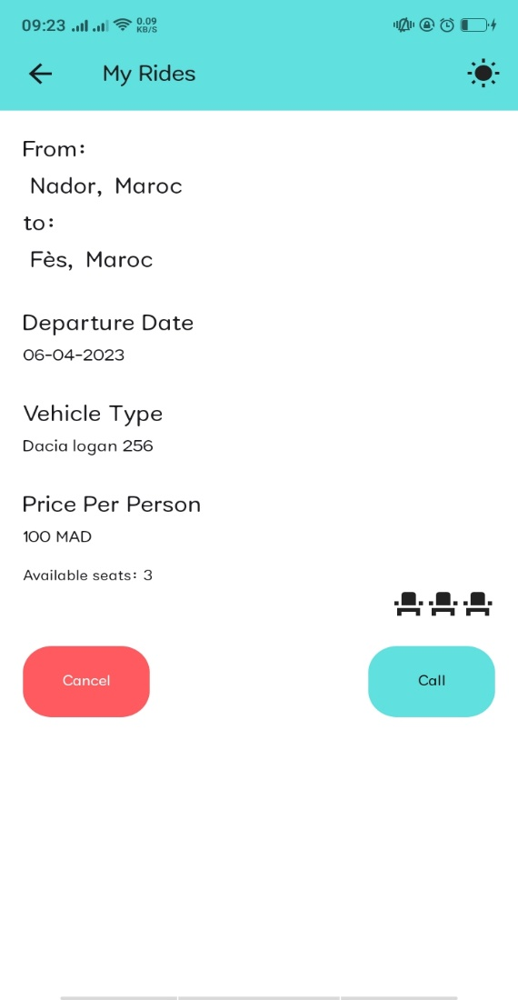 09:23 0.09
KB/S
My Rides
From:
Nador, Maroc
to:
Fès, Maroc
Departure Date
06-04-2023
Vehicle Type
Dacia logan 256
Price Per Person
100 MAD
Available seats: 3
Cancel Call